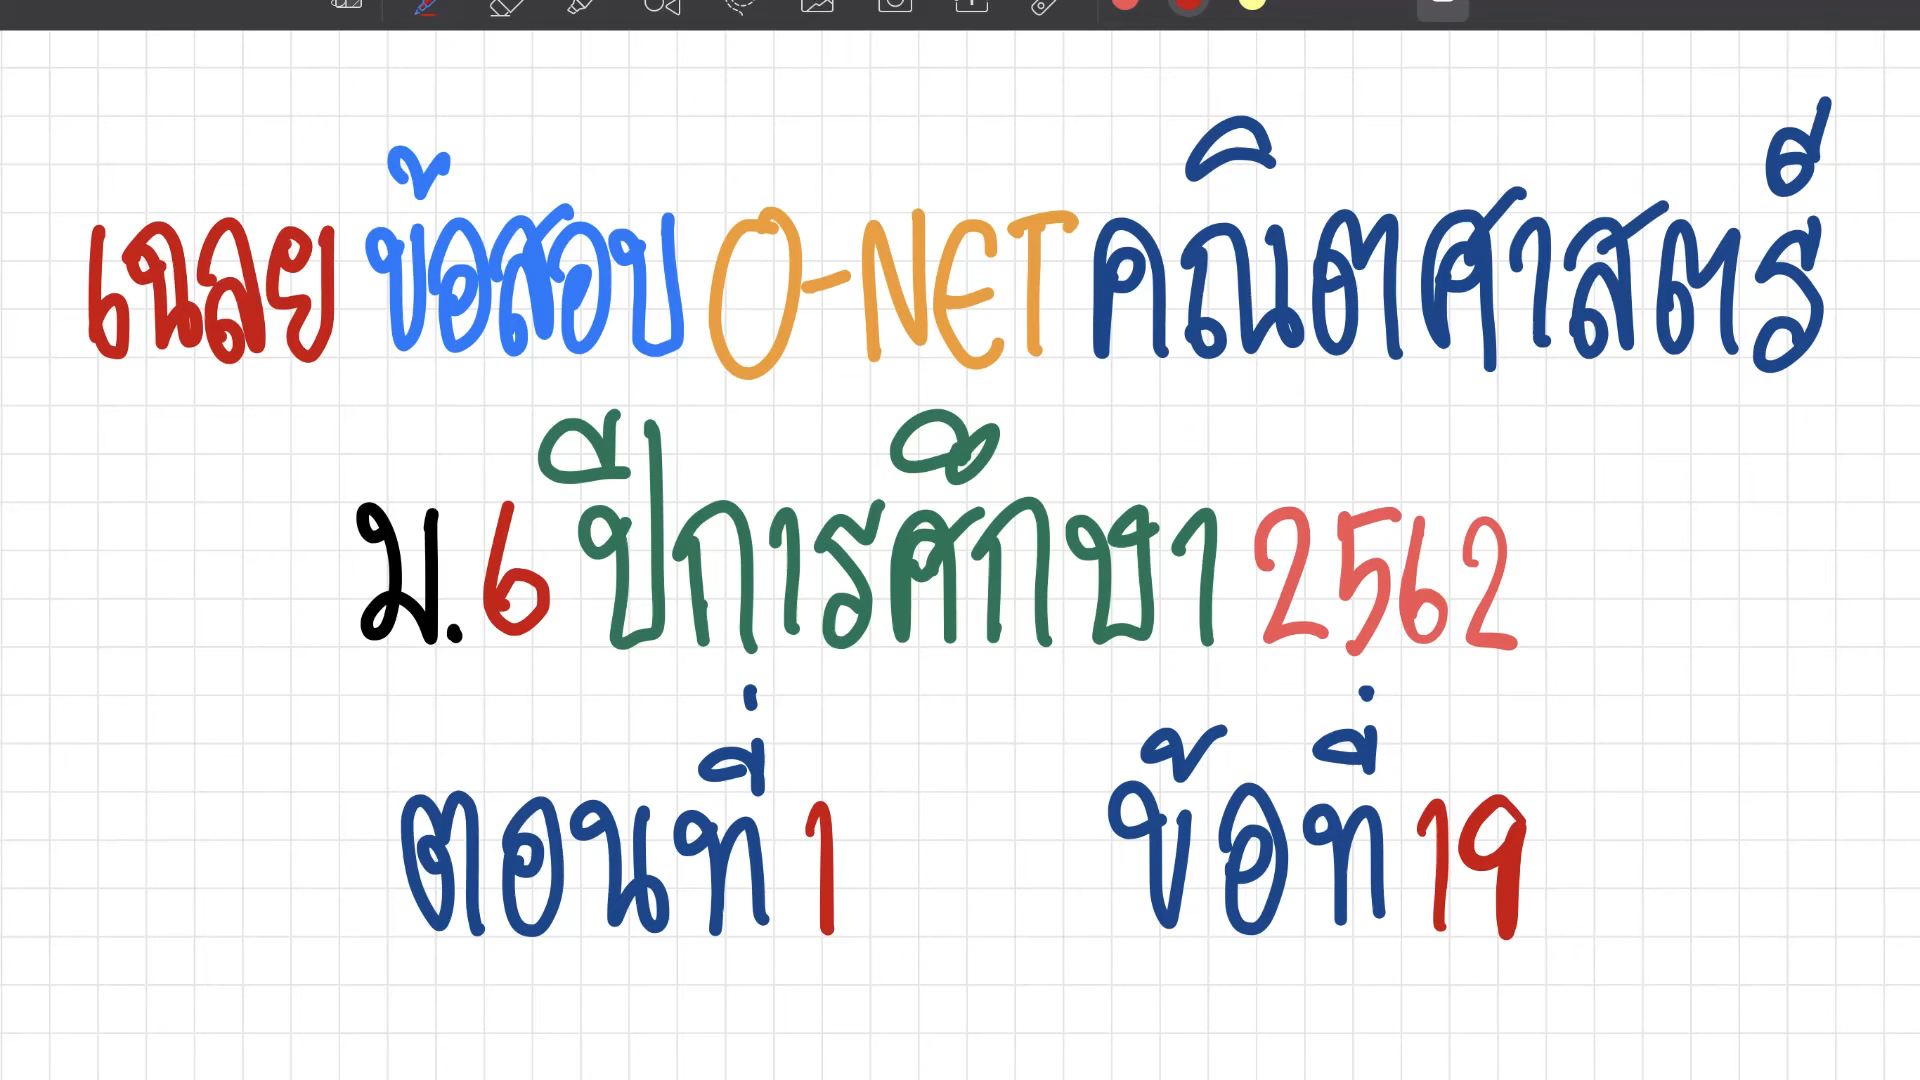 เฉลย ข้อสอบ O-NET คณิตศาสตร์
ม.6 ปีการศึกษา 2562
ตอนที่ 1 ข้อที่ 19